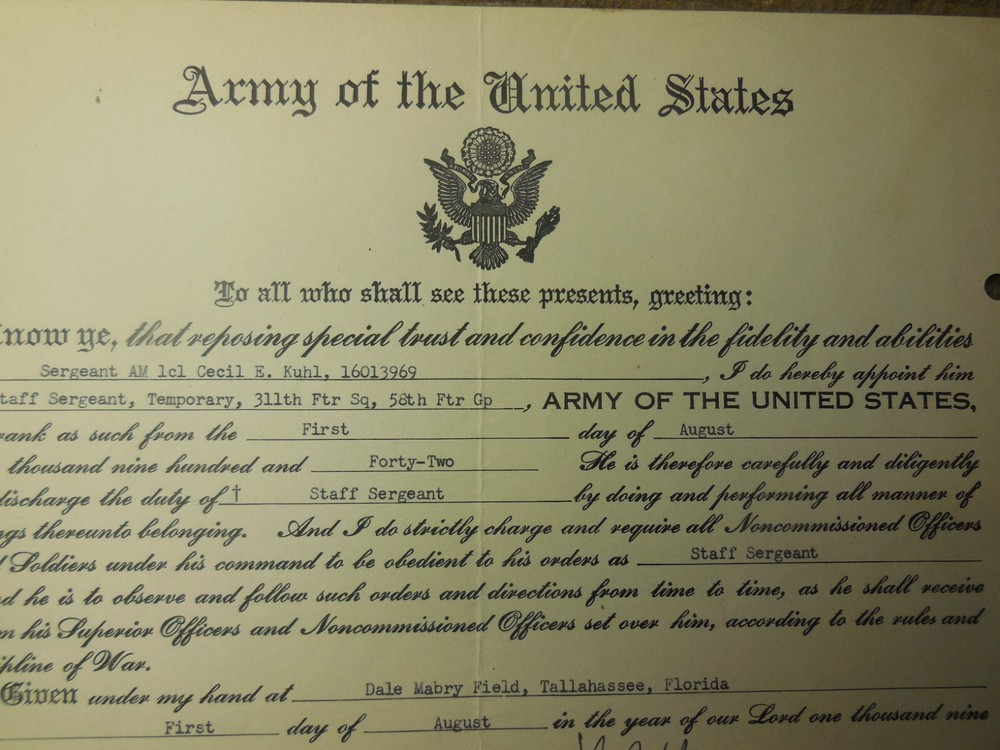 Army of the United States
To all who shall see these presents, greeting:
now ye, that reposing special trust and confidence in the fidelity and abilities
Sergeant AM 1cl Cecil E. Kuhl, 16013969, I do hereby appoint him
taff Sergeant, Temporary, 311th Ftr Sq, 58th Ftr Gp, ARMY OF THE UNITED STATES,
rank as such from the First day of August
thousand nine hundred and Forty-Two He is therefore carefully and diligently
discharge the duty of† Staff Sergeant by doing and performing all manner of
ngs thereunto belonging. And I do strictly charge and require all Noncommissioned Officers
d Soldiers under his command to be obedient to his orders as Staff Sergeant
nd he is to observe and follow such orders and directions from time to time, as he shall receive
m his Superior Officers and Noncommissioned Officers set over him, according to the rules and
ipline of War.
Given under my hand at Dale Mabry Field, Tallahassee, Florida
First day of August in the year of our Lord one thousand nine